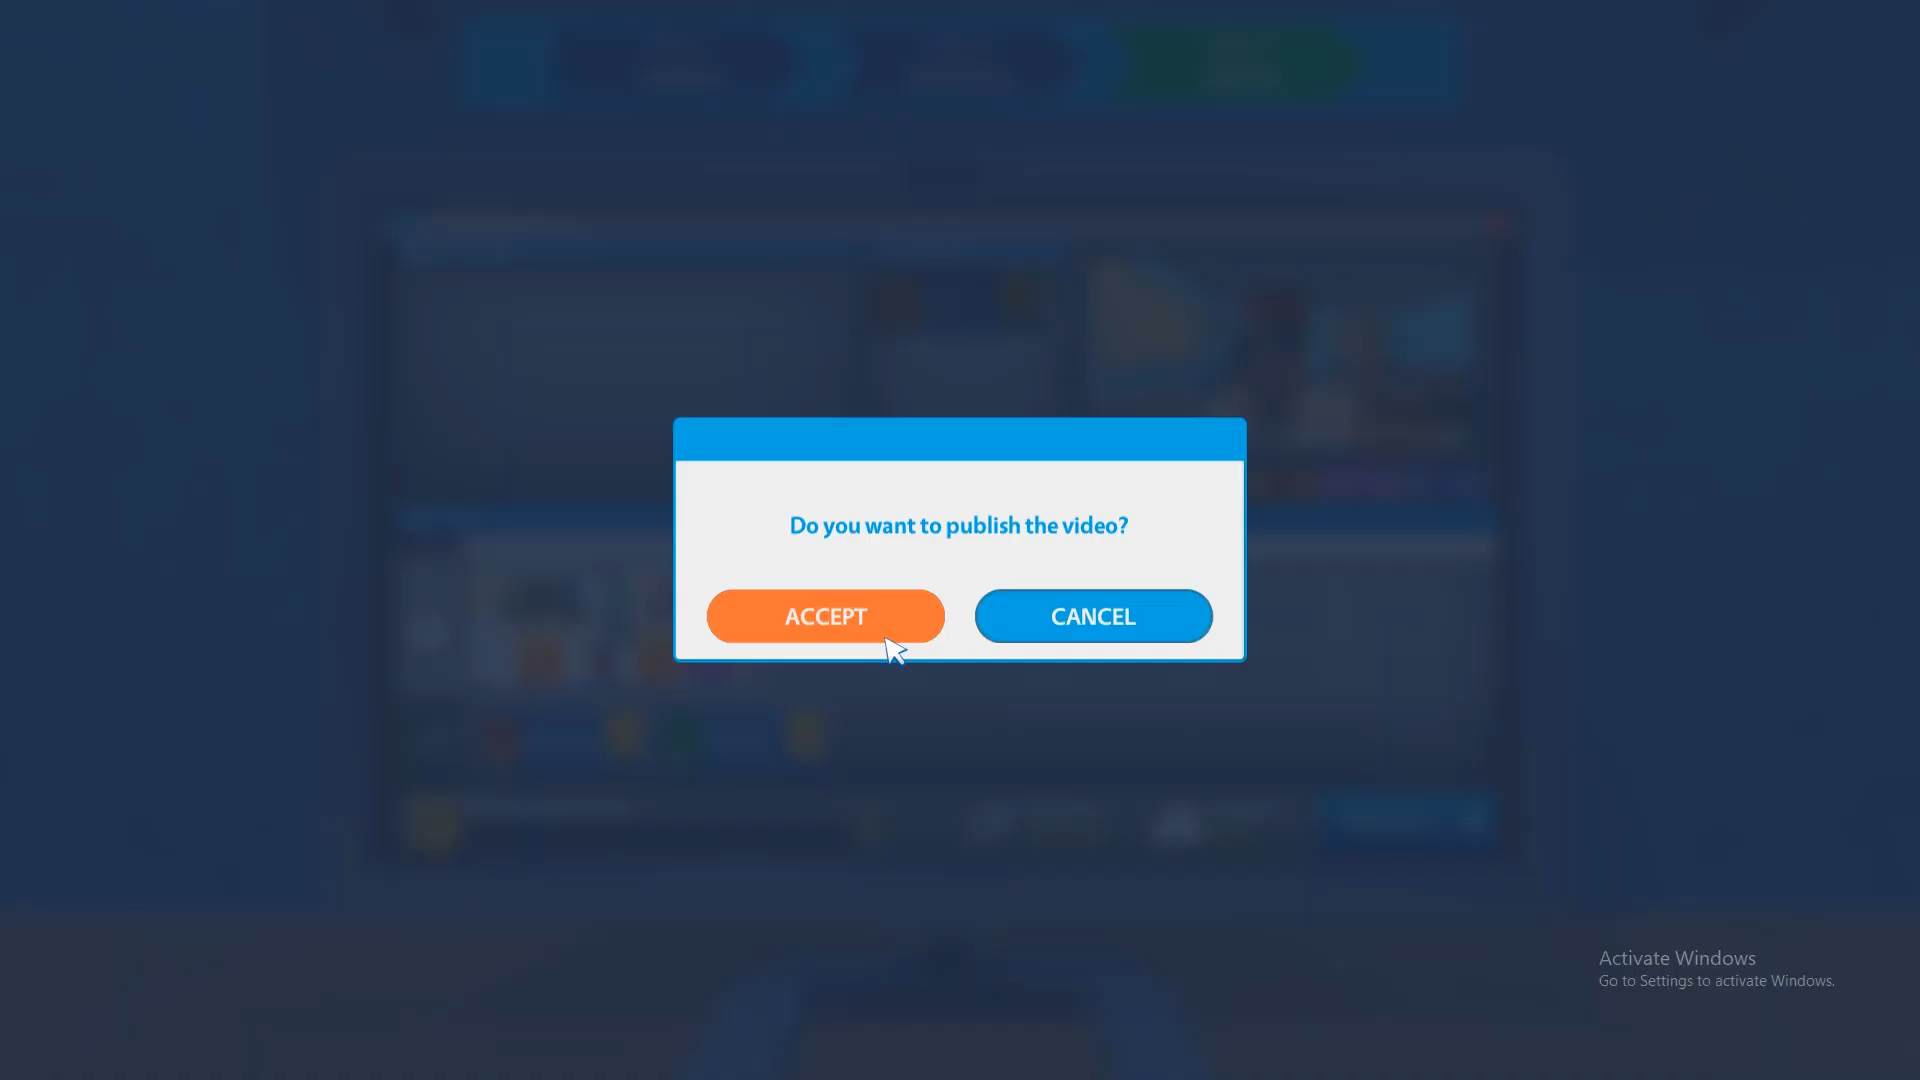 Do you want to publish the video?
ACCEPT
CANCEL
Activate Windows
Go to Settings to activate Windows.